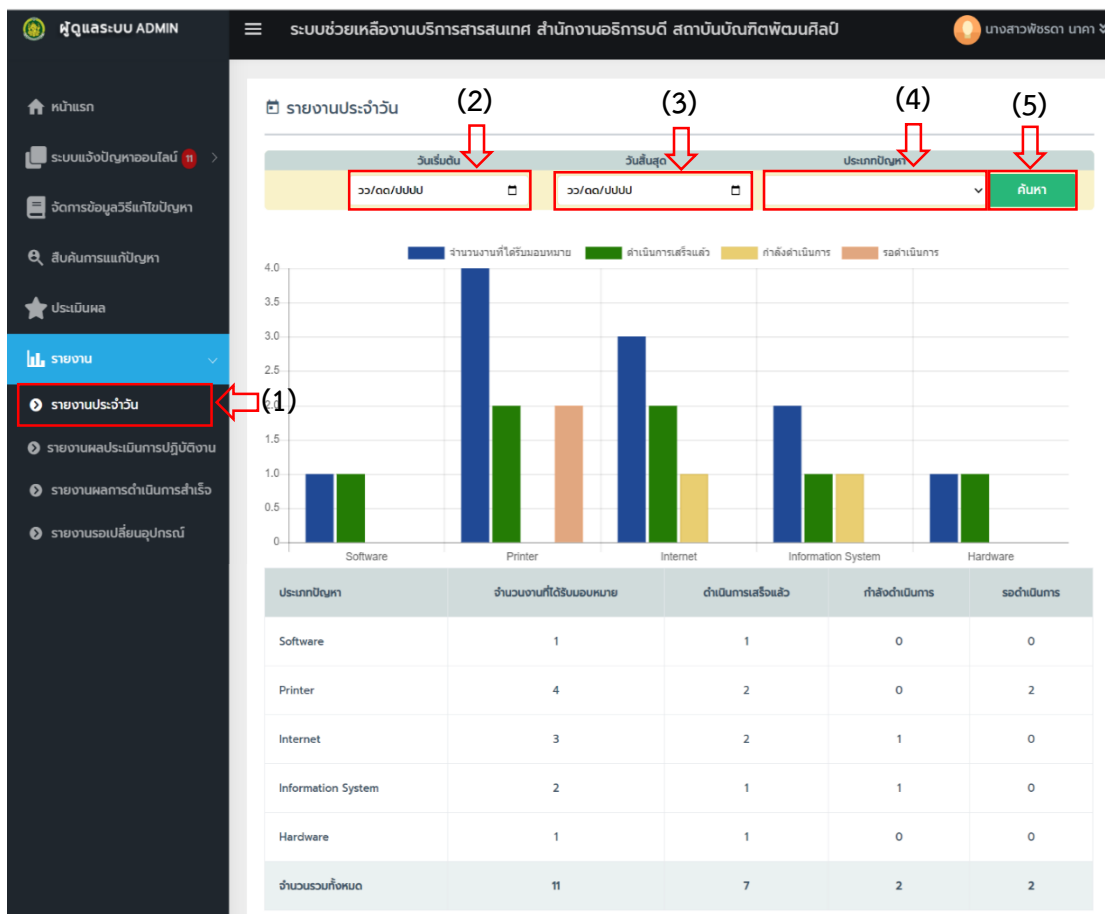 ผู้ดูแลระบบ ADMIN
ระบบช่วยเหลืองานบริการสารสนเทศ สำนักงานอธิการบดี สถาบันบัณฑิตพัฒนศิลป์
นางสาวพัชรดา นาคา
หน้าแรก
ระบบแจ้งปัญหาออนไลน์ 11
จัดการข้อมูลวิธีแก้ไขปัญหา
สืบค้นการแแก้ปัญหา
ประเมินผล
รายงาน
รายงานประจำวัน
(1)
รายงานผลประเมินการปฏิบัติงาน
รายงานผลการดำเนินการสำเร็จ
รายงานรอเปลี่ยนอุปกรณ์
รายงานประจำวัน
(2) (3) (4) (5)
วันเริ่มต้น วันสิ้นสุด ประเภทปัญหา
วว/ดด/ปปปป วว/ดด/ปปปป ค้นหา
จำนวนงานที่ได้รับมอบหมาย ดำเนินการเสร็จแล้ว กำลังดำเนินการ รอดำเนินการ
4.0
3.5
3.0
2.5
2.0
1.5
1.0
0.5
0
Software Printer Internet Information System Hardware
ประเภทปัญหา จำนวนงานที่ได้รับมอบหมาย ดำเนินการเสร็จแล้ว กำลังดำเนินการ รอดำเนินการ
Software 1 1 0 0
Printer 4 2 0 2
Internet 3 2 1 0
Information System 2 1 1 0
Hardware 1 1 0 0
จำนวนรวมทั้งหมด 11 7 2 2